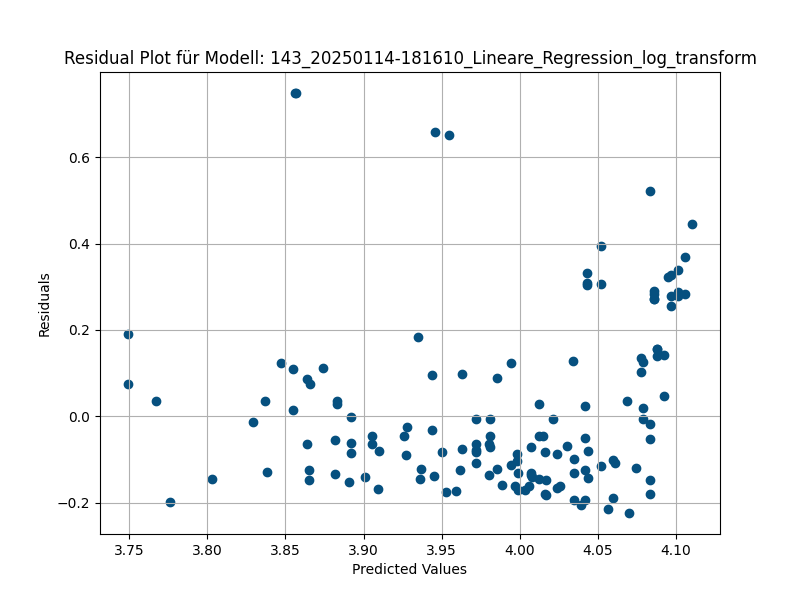 Residual Plot für Modell: 143_20250114-181610_Lineare_Regression_log_transform
Residuals
0.6
0.4
0.2
0.0
−0.2
3.75 3.80 3.85 3.90 3.95 4.00 4.05 4.10
Predicted Values